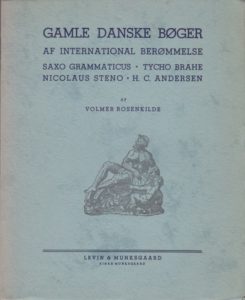 GAMLE DANSKE BØGER
AF INTERNATIONAL BERØMMELSE
SAXO GRAMMATICUS · TYCHO BRAHE
NICOLAUS STENO · H. C. ANDERSEN
AF
VOLMER ROSENKILDE
LEVIN & MUNKSGAARD
EJNAR MUNKSGAARD